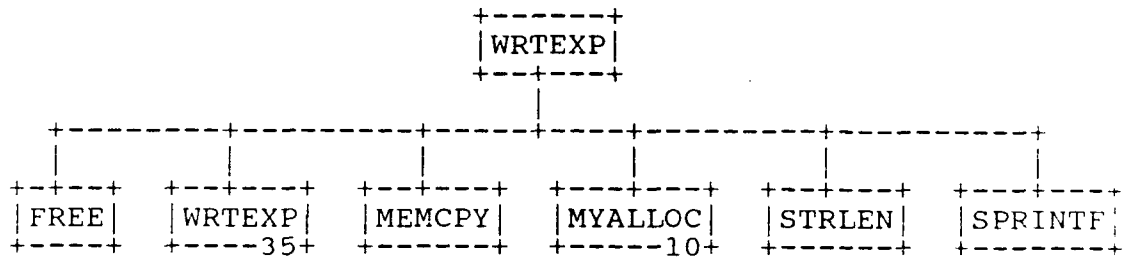 WRTEXP
FREE WRTEXP MEMCPY MYALLOC STRLEN SPRINTF
35 10